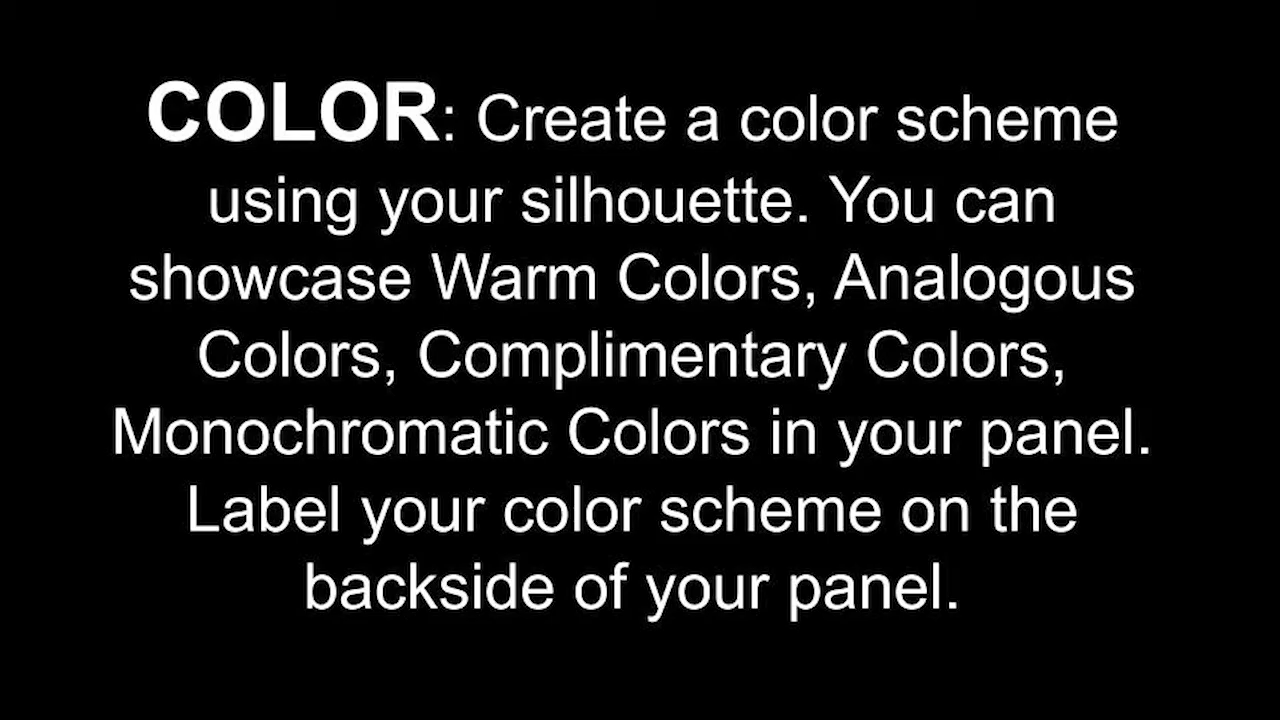 COLOR: Create a color scheme
using your silhouette. You can
showcase Warm Colors, Analogous
Colors, Complimentary Colors,
Monochromatic Colors in your panel.
Label your color scheme on the
backside of your panel.